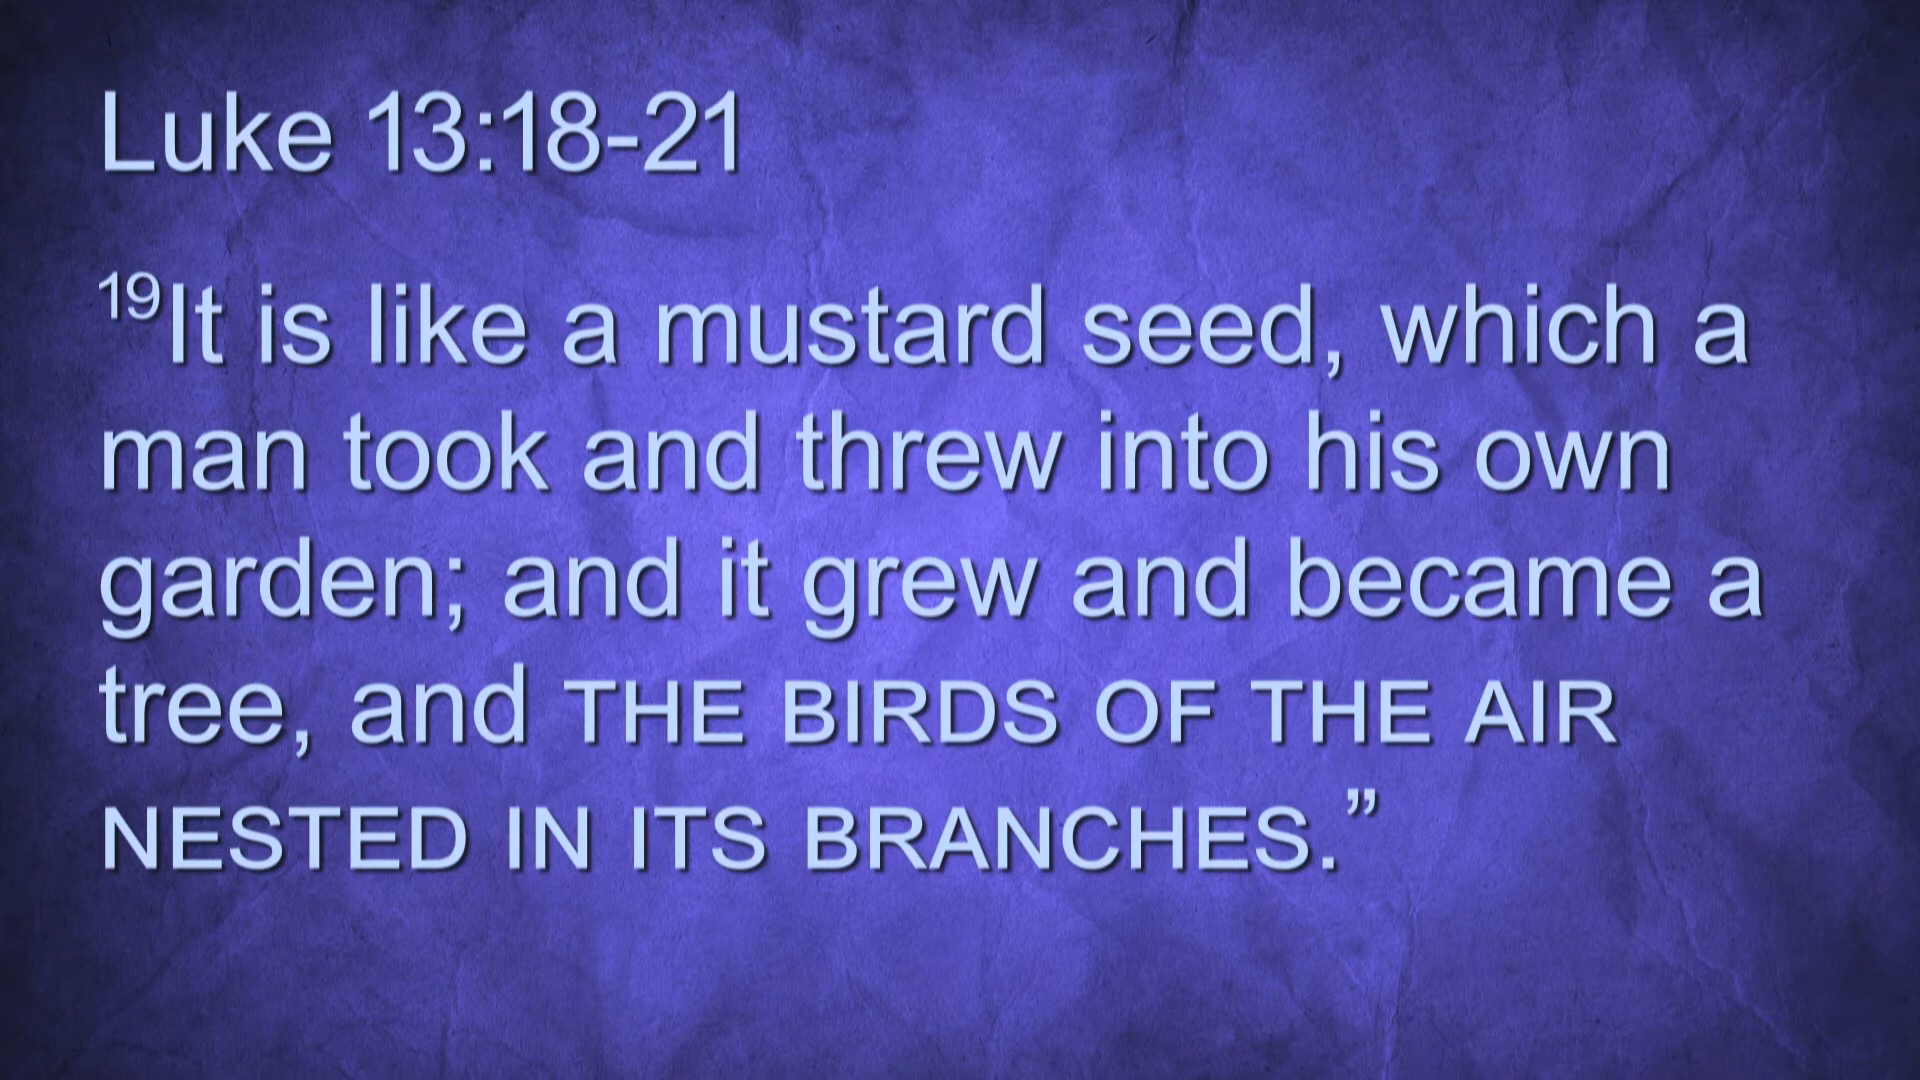 Luke 13:18-21
19It is like a mustard seed, which a
man took and threw into his own
garden; and it grew and became a
tree, and THE BIRDS OF THE AIR
NESTED IN ITS BRANCHES.”